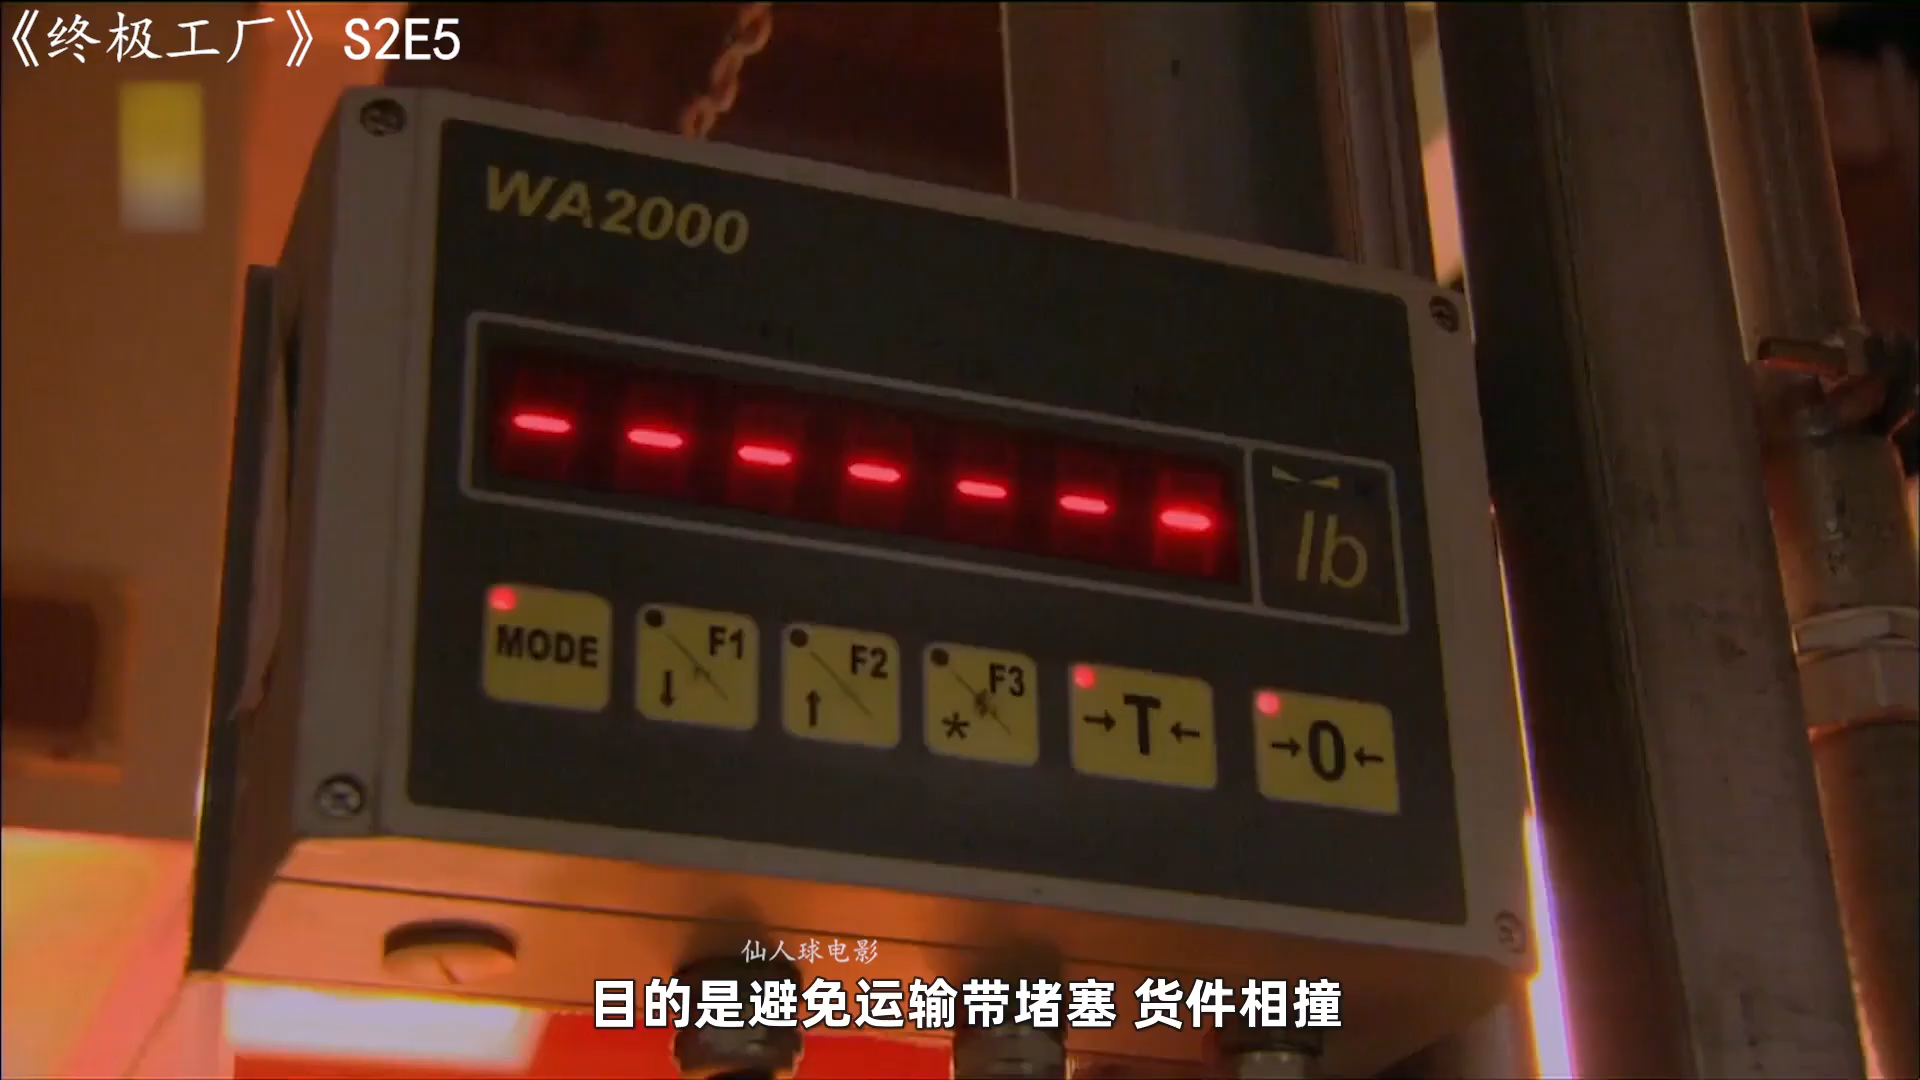 《终极工厂》S2E5
WA2000
lb
MODE
F1
↓
F2
↑
F3
*
→T←
→0←
仙人球电影
目的是避免运输带堵塞 货件相撞